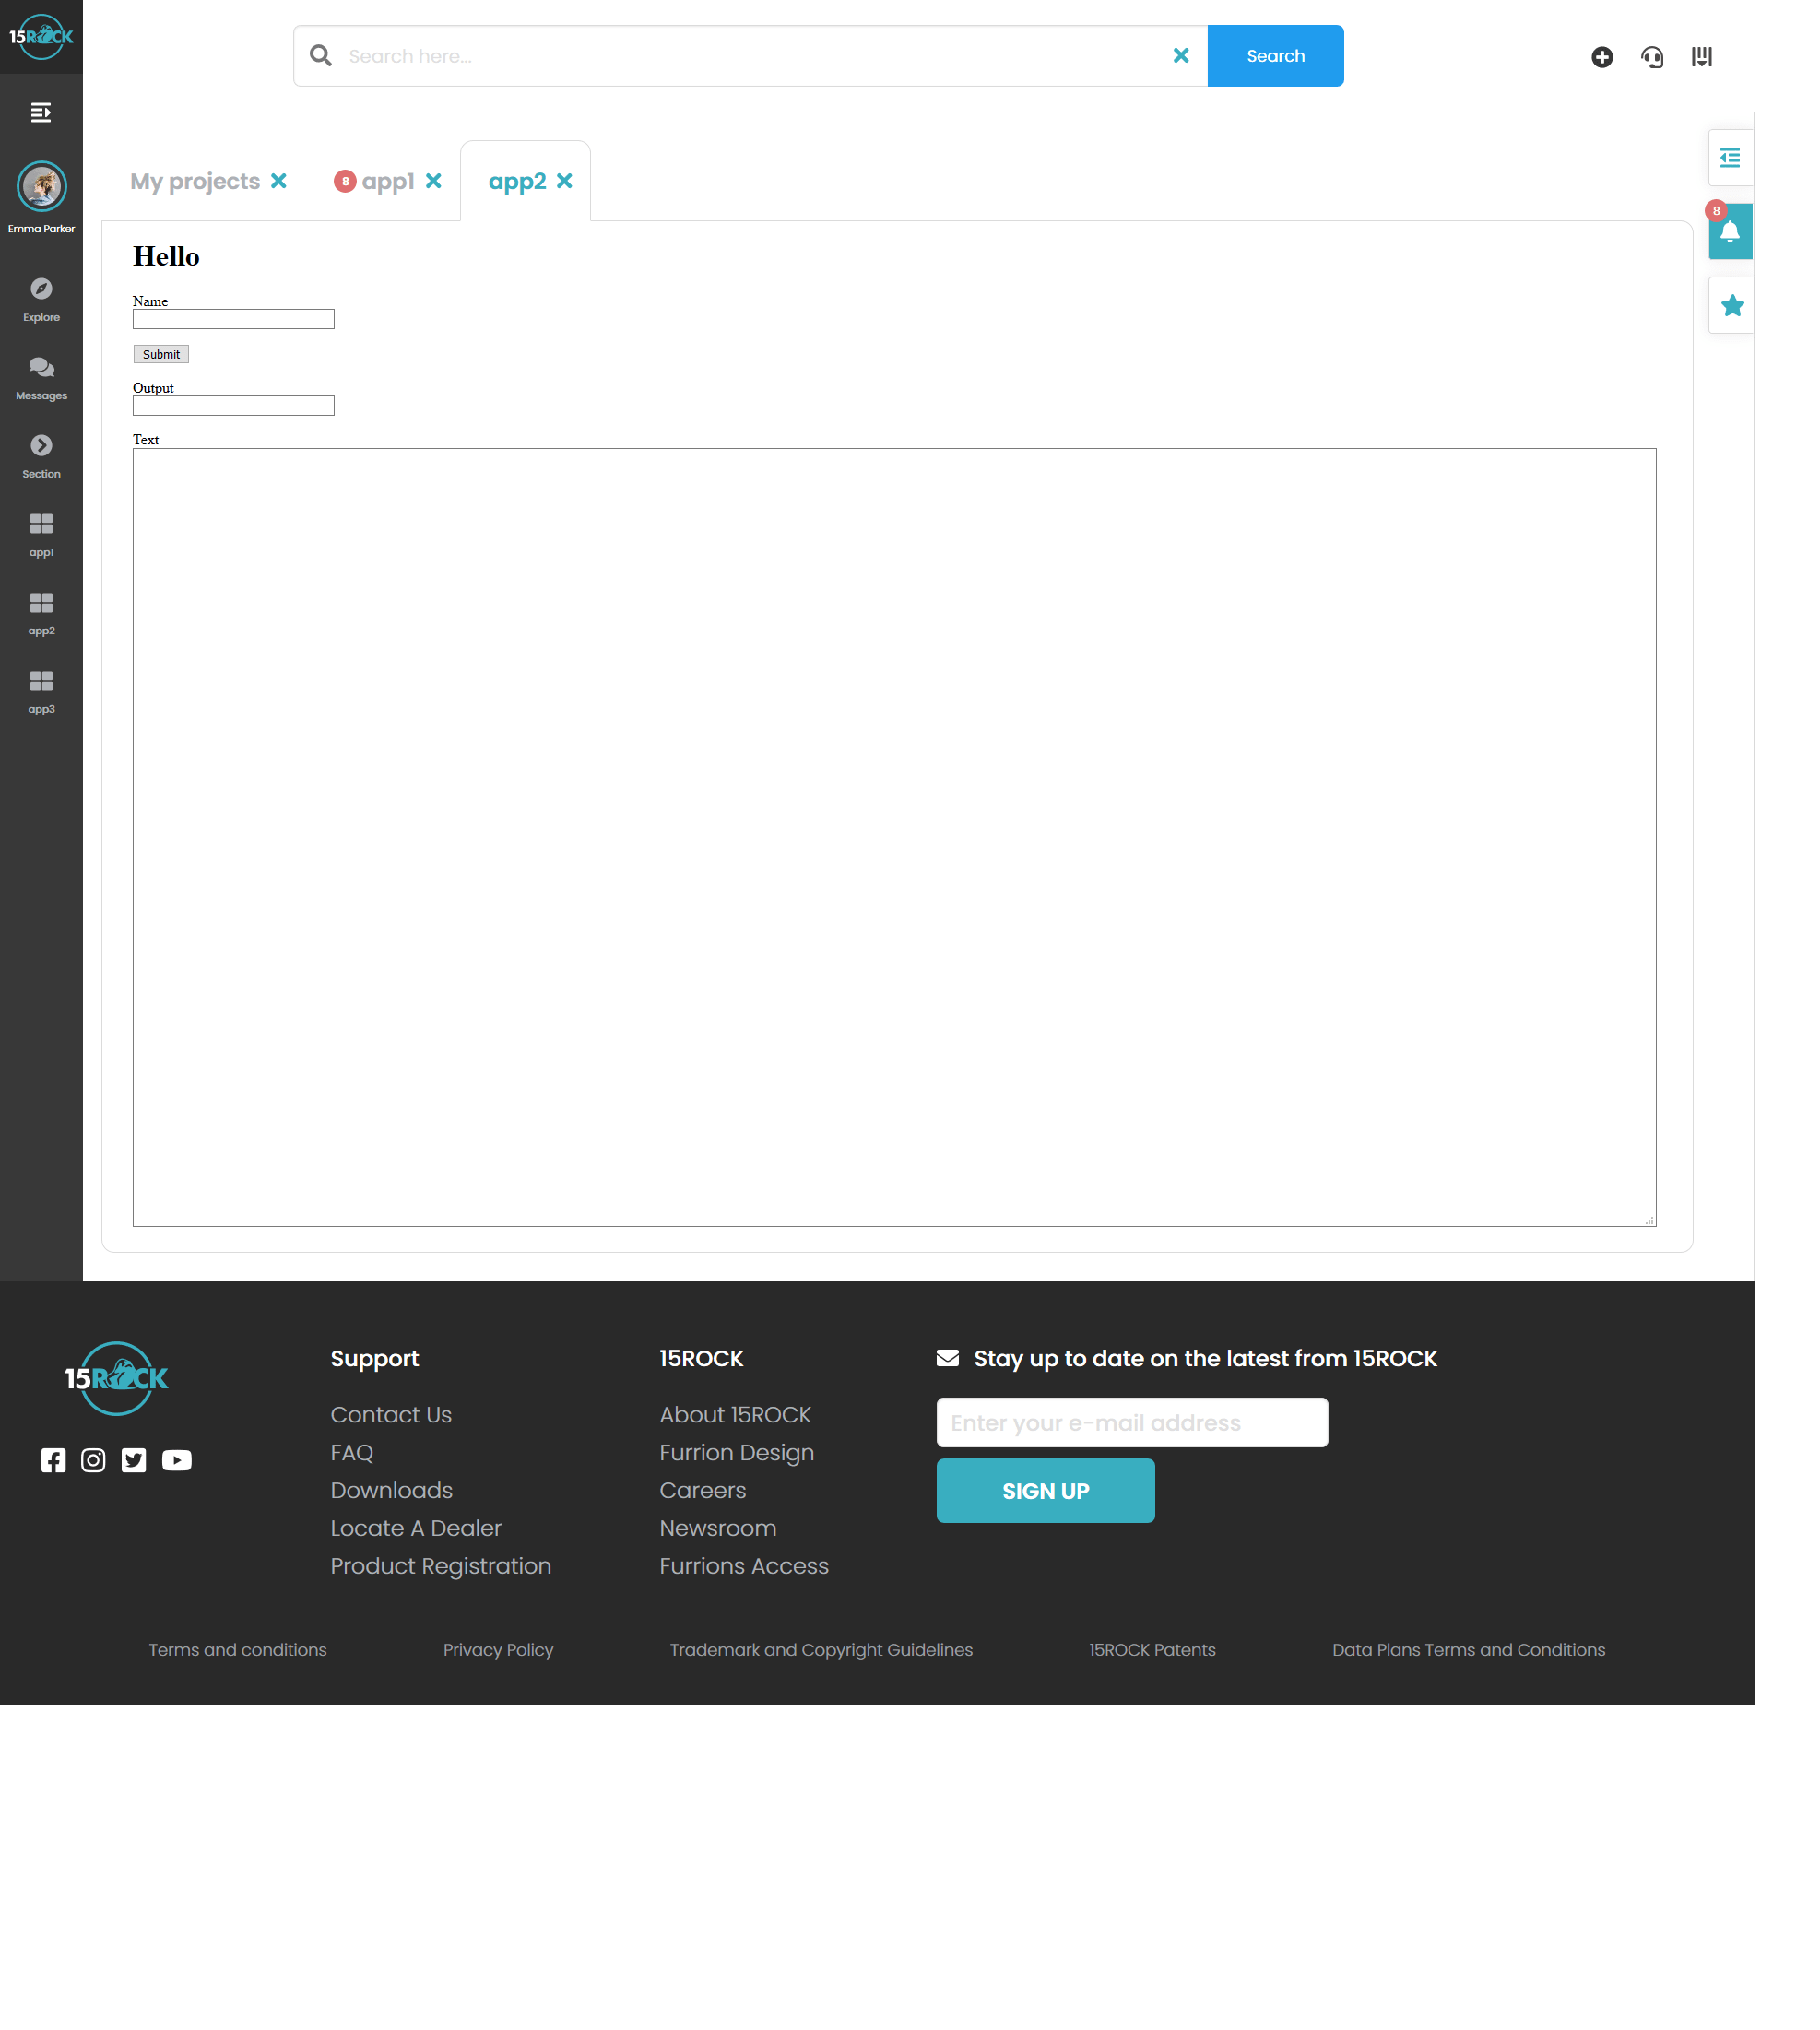 15ROCK
Search here...
Search
Emma Parker
Explore
Messages
Section
app1
app2
app3
My projects
8 app1
app2
8
Hello
Name
Submit
Output
Text
15ROCK
Support
Contact Us
FAQ
Downloads
Locate A Dealer
Product Registration
15ROCK
About 15ROCK
Furrion Design
Careers
Newsroom
Furrions Access
Stay up to date on the latest from 15ROCK
Enter your e-mail address
SIGN UP
Terms and conditions
Privacy Policy
Trademark and Copyright Guidelines
15ROCK Patents
Data Plans Terms and Conditions